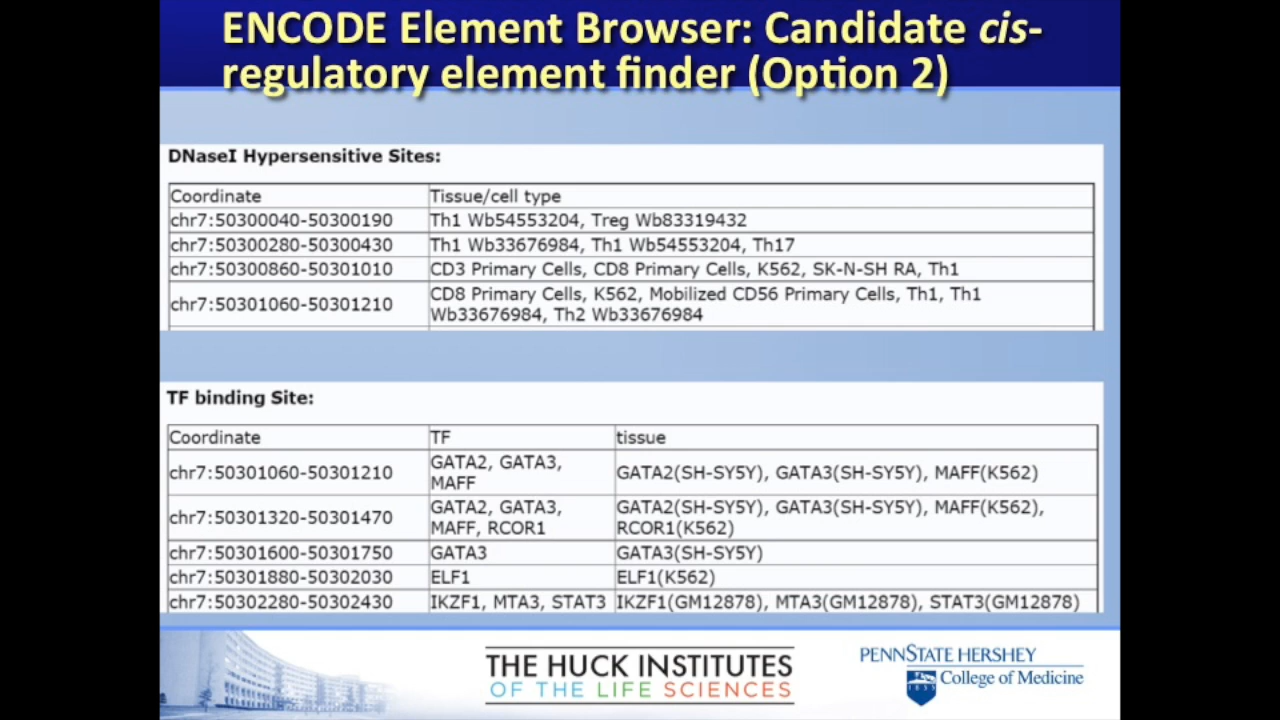 ENCODE Element Browser: Candidate cis-
regulatory element finder (Option 2)
DNaseI Hypersensitive Sites:
Coordinate Tissue/cell type
chr7:50300040-50300190 Th1 Wb54553204, Treg Wb83319432
chr7:50300280-50300430 Th1 Wb33676984, Th1 Wb54553204, Th17
chr7:50300860-50301010 CD3 Primary Cells, CD8 Primary Cells, K562, SK-N-SH RA, Th1
chr7:50301060-50301210 CD8 Primary Cells, K562, Mobilized CD56 Primary Cells, Th1, Th1
Wb33676984, Th2 Wb33676984
TF binding Site:
Coordinate TF tissue
chr7:50301060-50301210 GATA2, GATA3,
MAFF GATA2(SH-SY5Y), GATA3(SH-SY5Y), MAFF(K562)
chr7:50301320-50301470 GATA2, GATA3,
MAFF, RCOR1 GATA2(SH-SY5Y), GATA3(SH-SY5Y), MAFF(K562),
RCOR1(K562)
chr7:50301600-50301750 GATA3 GATA3(SH-SY5Y)
chr7:50301880-50302030 ELF1 ELF1(K562)
chr7:50302280-50302430 IKZF1, MTA3, STAT3 IKZF1(GM12878), MTA3(GM12878), STAT3(GM12878)
THE HUCK INSTITUTES
OF THE LIFE SCIENCES
PENNSTATE HERSHEY
College of Medicine
1855